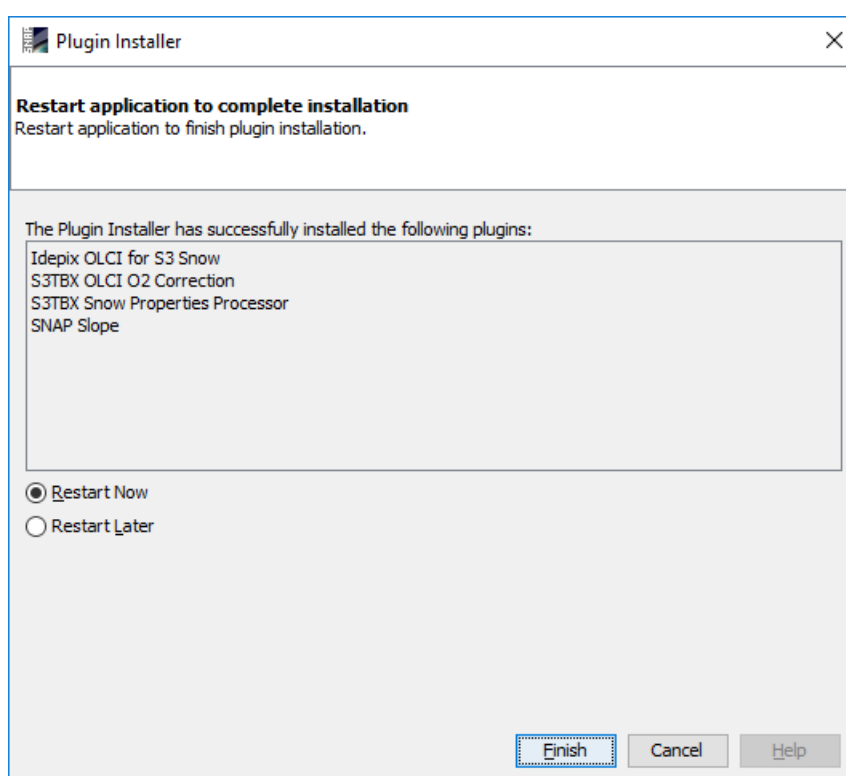 Plugin Installer
Restart application to complete installation
Restart application to finish plugin installation.
The Plugin Installer has successfully installed the following plugins:
Idepix OLCI for S3 Snow
S3TBX OLCI O2 Correction
S3TBX Snow Properties Processor
SNAP Slope
Restart Now
Restart Later
Finish Cancel Help